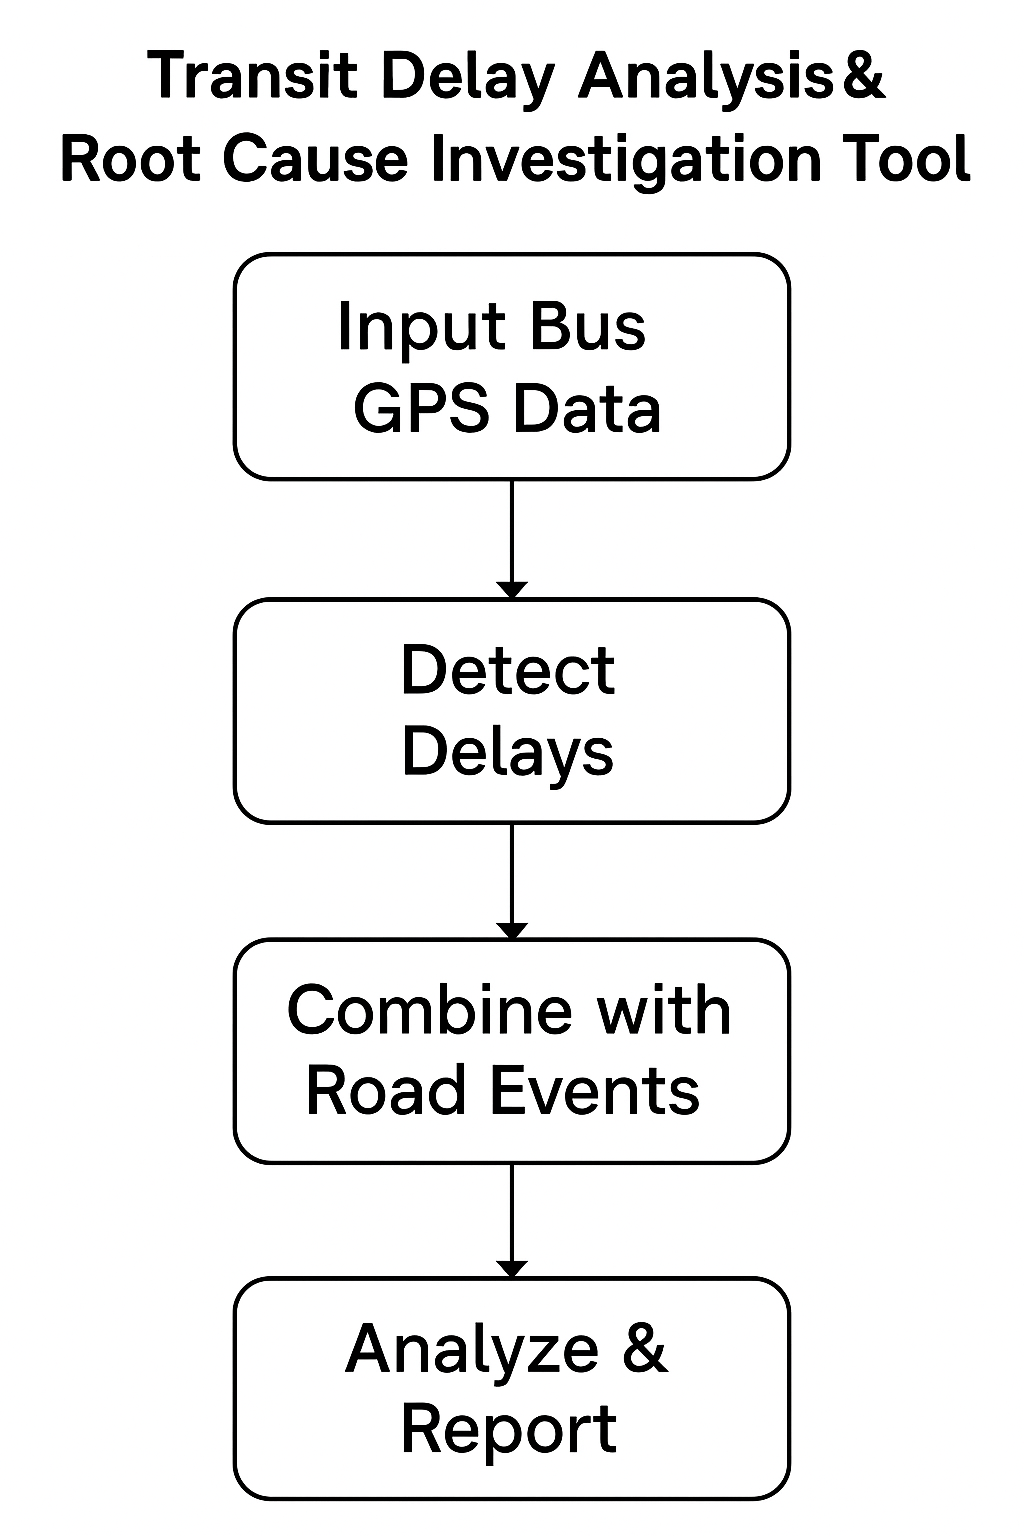 Transit Delay Analysis &
Root Cause Investigation Tool
Input Bus
GPS Data
Detect
Delays
Combine with
Road Events
Analyze &
Report